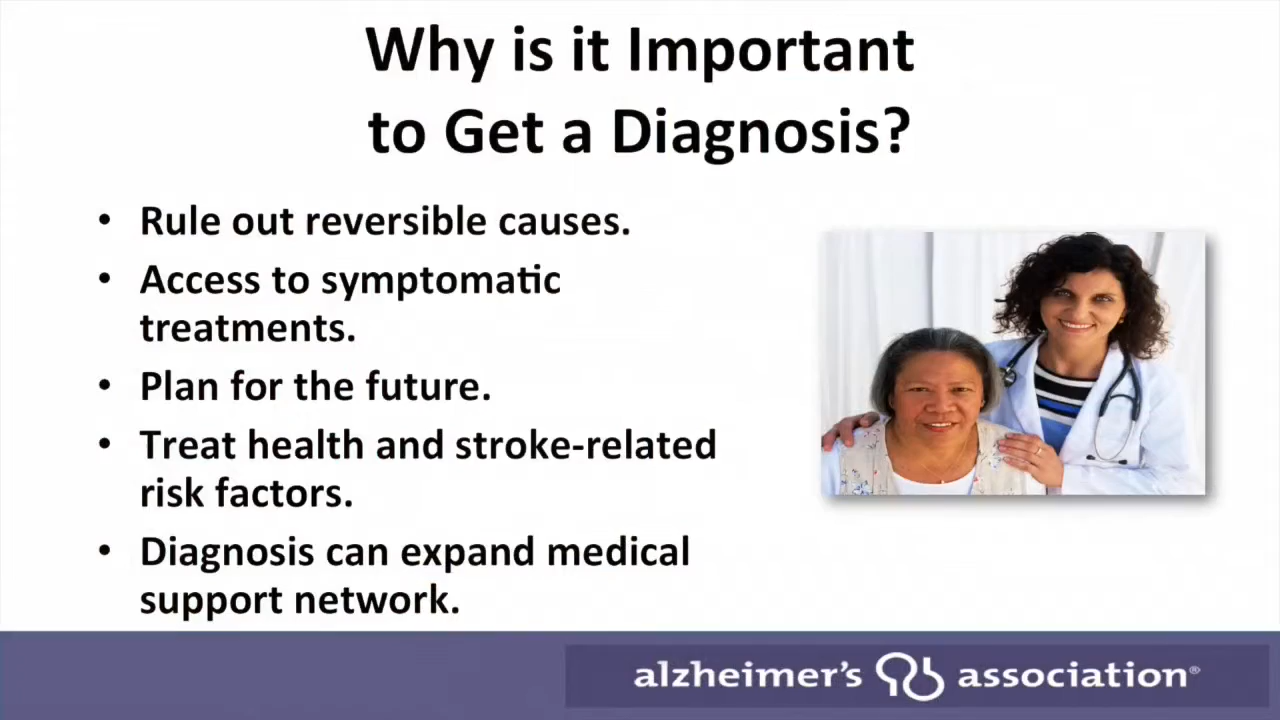 Why is it Important
to Get a Diagnosis?
• Rule out reversible causes.
• Access to symptomatic
treatments.
• Plan for the future.
• Treat health and stroke-related
risk factors.
• Diagnosis can expand medical
support network.
alzheimer's association®